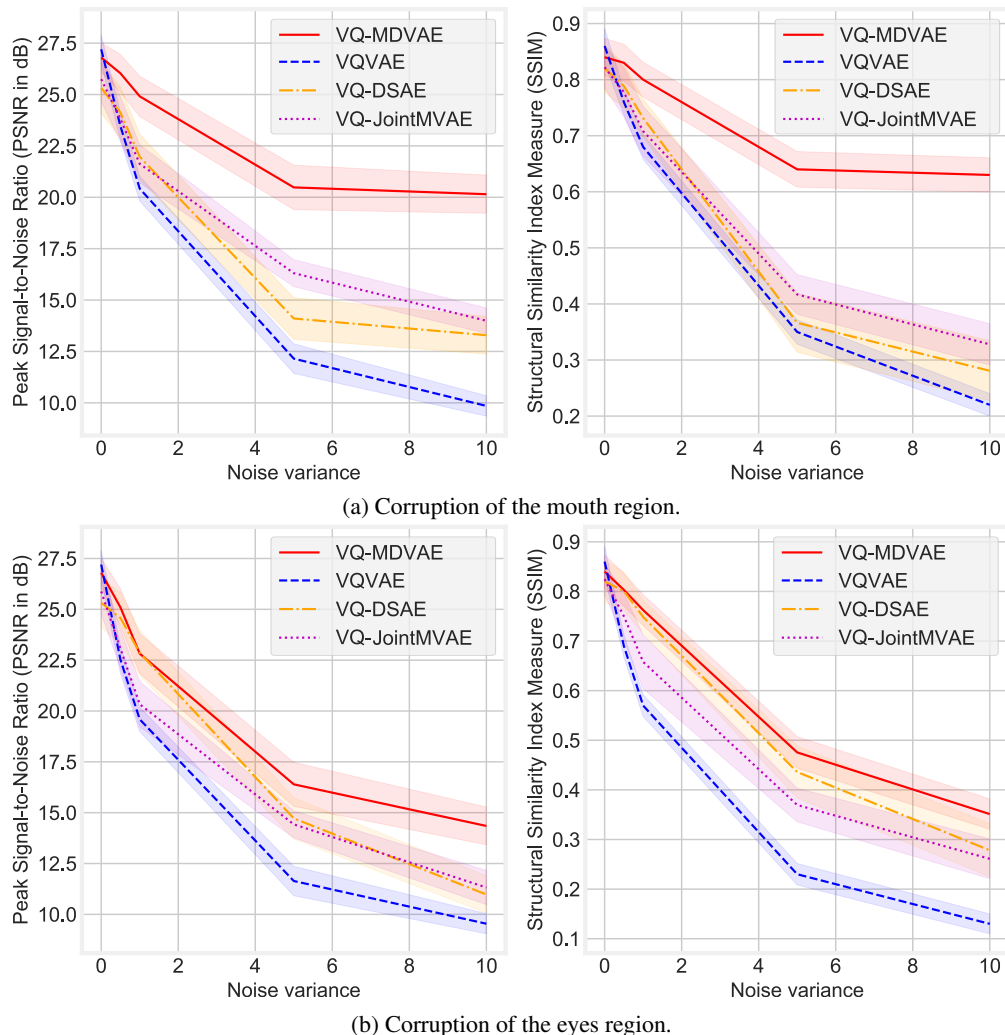 Peak Signal-to-Noise Ratio (PSNR in dB)
27.5
25.0
22.5
20.0
17.5
15.0
12.5
10.0
0 2 4 6 8 10
Noise variance
VQ-MDVAE
VQVAE
VQ-DSAE
VQ-JointMVAE
Structural Similarity Index Measure (SSIM)
0.9
0.8
0.7
0.6
0.5
0.4
0.3
0.2
0 2 4 6 8 10
Noise variance
VQ-MDVAE
VQVAE
VQ-DSAE
VQ-JointMVAE
(a) Corruption of the mouth region.
Peak Signal-to-Noise Ratio (PSNR in dB)
27.5
25.0
22.5
20.0
17.5
15.0
12.5
10.0
0 2 4 6 8 10
Noise variance
VQ-MDVAE
VQVAE
VQ-DSAE
VQ-JointMVAE
Structural Similarity Index Measure (SSIM)
0.9
0.8
0.7
0.6
0.5
0.4
0.3
0.2
0.1
0 2 4 6 8 10
Noise variance
VQ-MDVAE
VQVAE
VQ-DSAE
VQ-JointMVAE
(b) Corruption of the eyes region.